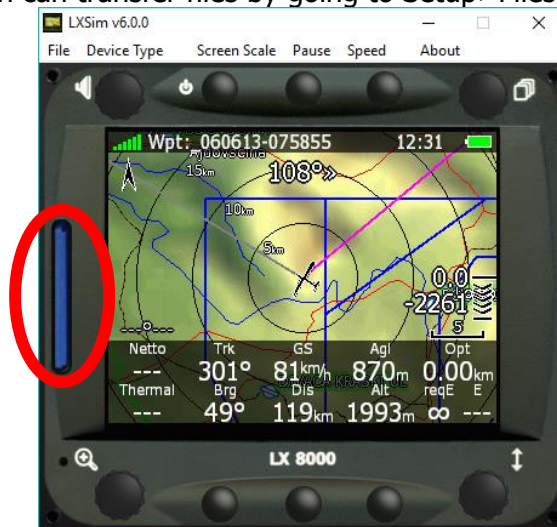 can transfer files by going to Setup> Files
LXSim v6.0.0
File Device Type Screen Scale Pause Speed About
Wpt: 060613-075855 12:31
Ajdovscina
15km
108°»
10km
5km
0.0
-2261
5
---°---
Netto Trk GS Agl Opt
--- 301° 81km/h 870m 0.00km
Thermal Brg Dis Alt reqE E
--- 49° 119km 1993m ∞ ---
LX 8000